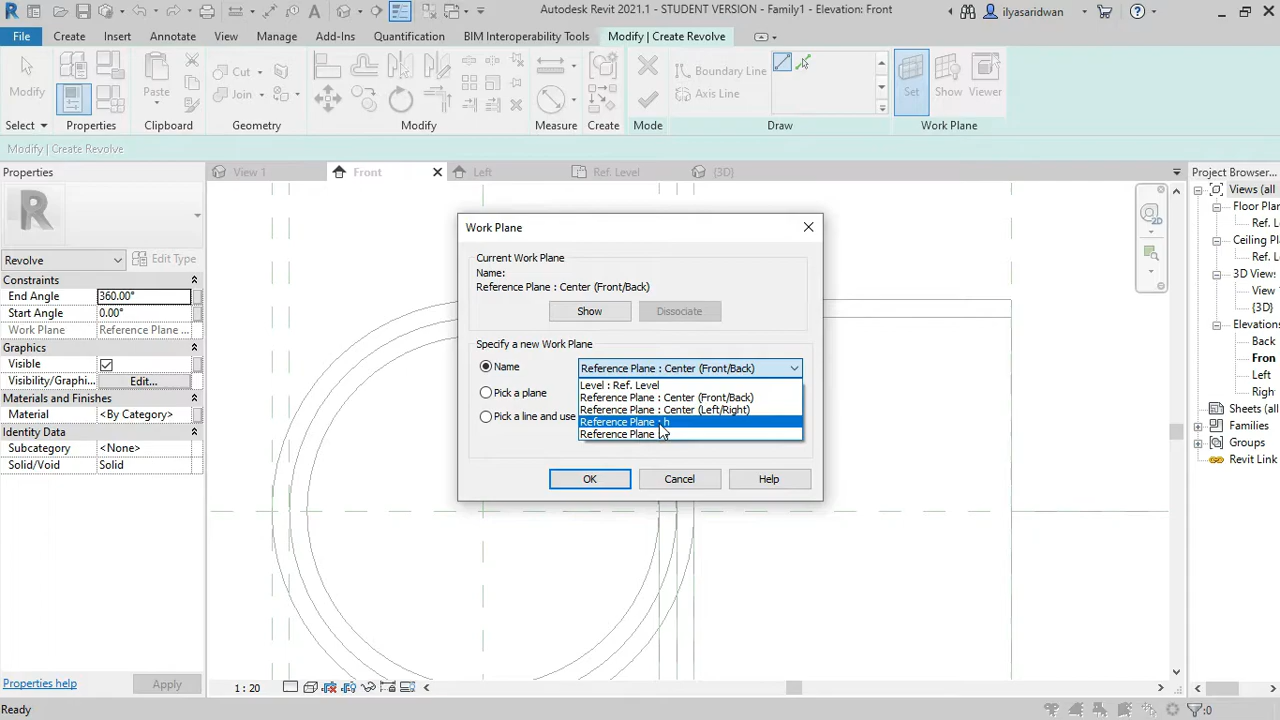 Autodesk Revit 2021.1 - STUDENT VERSION - Family1 - Elevation: Front
ilyasaridwan
File Create Insert Annotate View Manage Add-Ins Quantification BIM Interoperability Tools Modify | Create Revolve
Modify
Paste
Cut
Join
Boundary Line
Axis Line
Set Show Viewer
Select Properties Clipboard Geometry Modify Measure Create Mode Draw Work Plane
Modify | Create Revolve
Properties
View 1 Front Left Ref. Level {3D}
Project Browser...
Revolve
Edit Type
Constraints
End Angle 360.00°
Start Angle 0.00°
Work Plane Reference Plane ...
Graphics
Visible
Visibility/Graphi... Edit...
Materials and Finishes
Material <By Category>
Identity Data
Subcategory <None>
Solid/Void Solid
Properties help Apply
Work Plane
Current Work Plane
Name:
Reference Plane : Center (Front/Back)
Show Dissociate
Specify a new Work Plane
Name Reference Plane : Center (Front/Back)
Level : Ref. Level
Reference Plane : Center (Front/Back)
Reference Plane : Center (Left/Right)
Reference Plane : h
Reference Plane
Pick a plane
Pick a line and use
OK Cancel Help
Views (all
Floor Plan
Ref. L
Ceiling Pl
Ref. L
3D Views
View
{3D}
Elevations
Back
Fron
Left
Right
Sheets (all
Families
Groups
Revit Link
1 : 20
Ready
:0